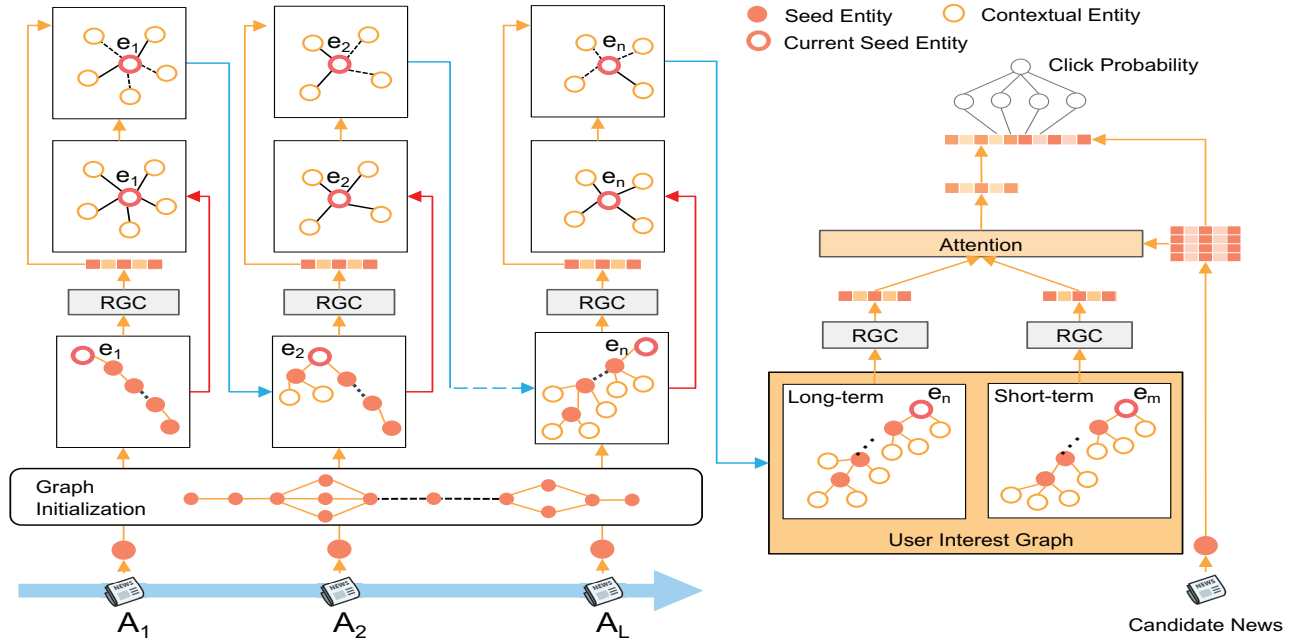 Seed Entity
Contextual Entity
Current Seed Entity
e1
e2
en
Click Probability
e1
e2
en
Attention
RGC
RGC
RGC
RGC
RGC
e1
e2
en
Long-term
en
Short-term
em
Graph
Initialization
User Interest Graph
NEWS
NEWS
NEWS
NEWS
A1
A2
AL
Candidate News